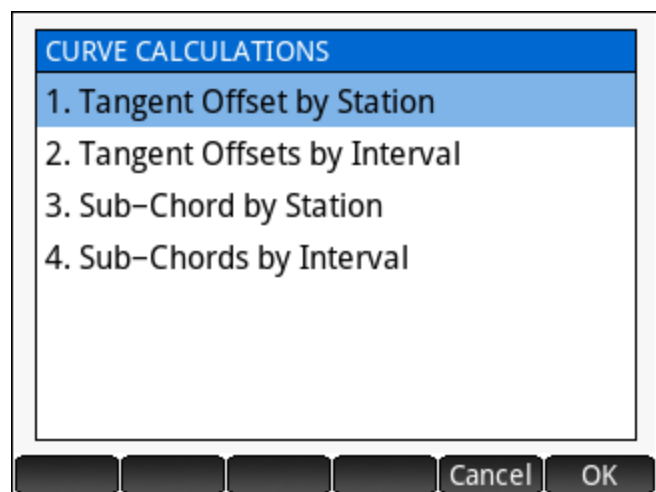 CURVE CALCULATIONS
1. Tangent Offset by Station
2. Tangent Offsets by Interval
3. Sub-Chord by Station
4. Sub-Chords by Interval
Cancel OK